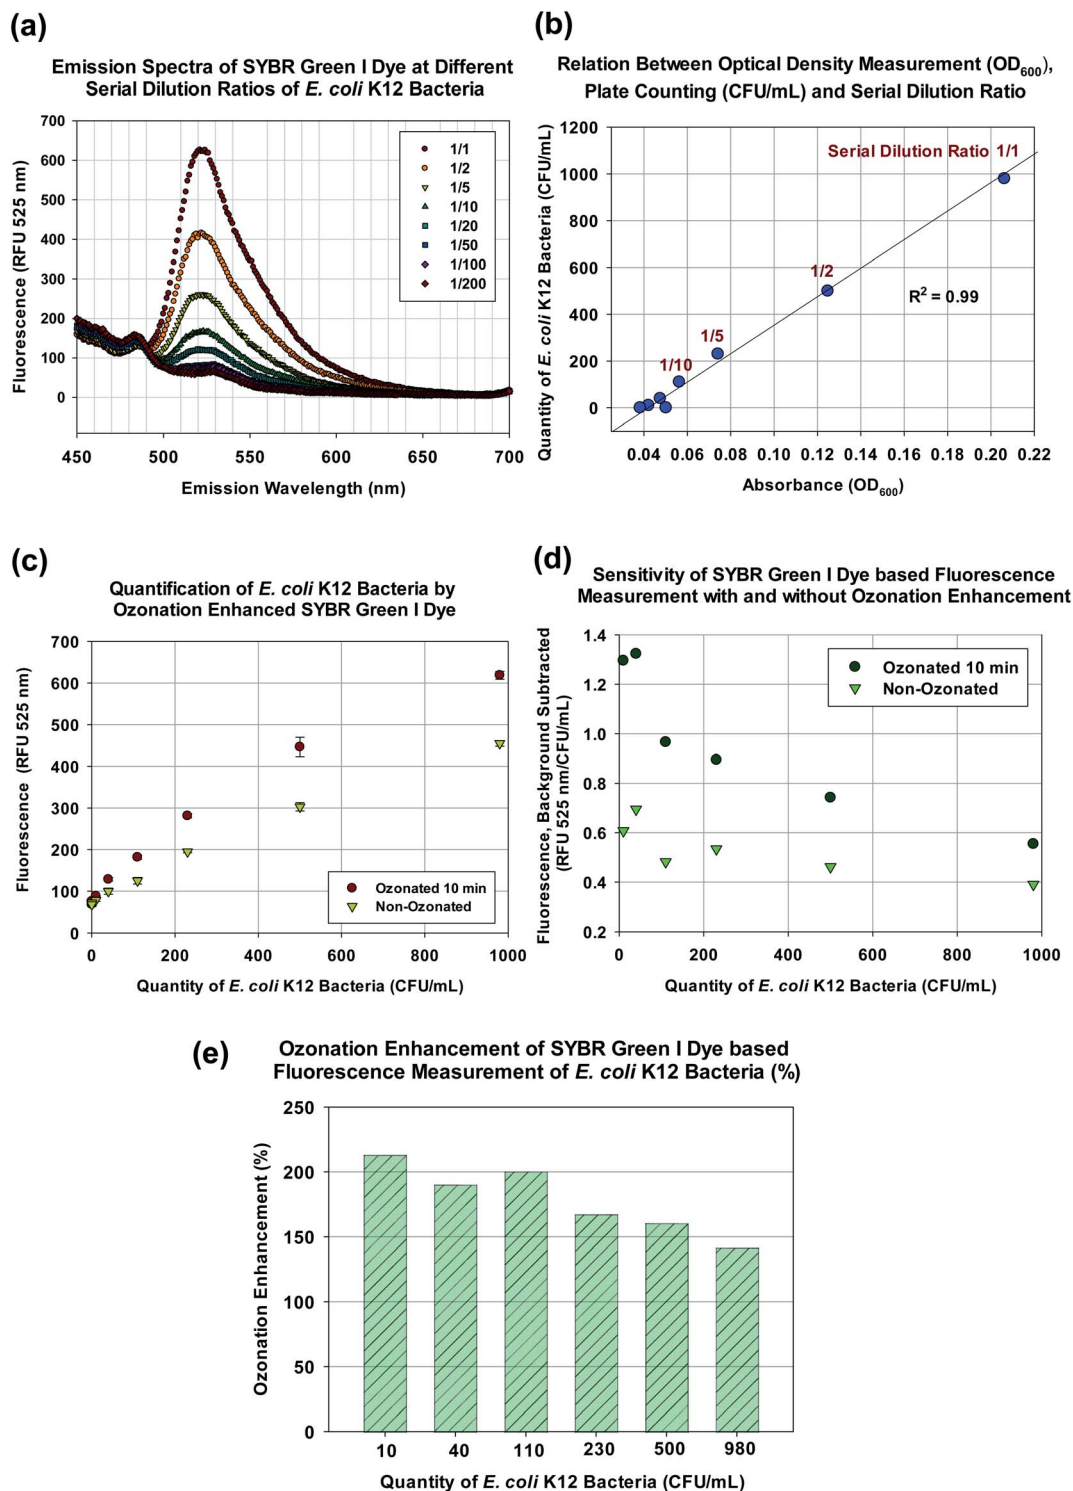 (a)
Emission Spectra of SYBR Green I Dye at Different
Serial Dilution Ratios of E. coli K12 Bacteria
Fluorescence (RFU 525 nm)
700
600
500
400
300
200
100
0
1/1
1/2
1/5
1/10
1/20
1/50
1/100
1/200
450
500
550
600
650
700
Emission Wavelength (nm)
(b)
Relation Between Optical Density Measurement (OD600),
Plate Counting (CFU/mL) and Serial Dilution Ratio
Quantity of E. coli K12 Bacteria (CFU/mL)
1200
1000
800
600
400
200
0
Serial Dilution Ratio 1/1
1/2
1/5
1/10
R2 = 0.99
0.04
0.06
0.08
0.10
0.12
0.14
0.16
0.18
0.20
0.22
Absorbance (OD600)
(c)
Quantification of E. coli K12 Bacteria by
Ozonation Enhanced SYBR Green I Dye
Fluorescence (RFU 525 nm)
700
600
500
400
300
200
100
0
Ozonated 10 min
Non-Ozonated
0
200
400
600
800
1000
Quantity of E. coli K12 Bacteria (CFU/mL)
(d)
Sensitivity of SYBR Green I Dye based Fluorescence
Measurement with and without Ozonation Enhancement
Fluorescence, Background Subtracted
(RFU 525 nm/CFU/mL)
1.4
1.2
1.0
0.8
0.6
0.4
0.2
Ozonated 10 min
Non-Ozonated
0
200
400
600
800
1000
Quantity of E. coli K12 Bacteria (CFU/mL)
(e)
Ozonation Enhancement of SYBR Green I Dye based
Fluorescence Measurement of E. coli K12 Bacteria (%)
Ozonation Enhancement (%)
250
200
150
100
50
0
10
40
110
230
500
980
Quantity of E. coli K12 Bacteria (CFU/mL)